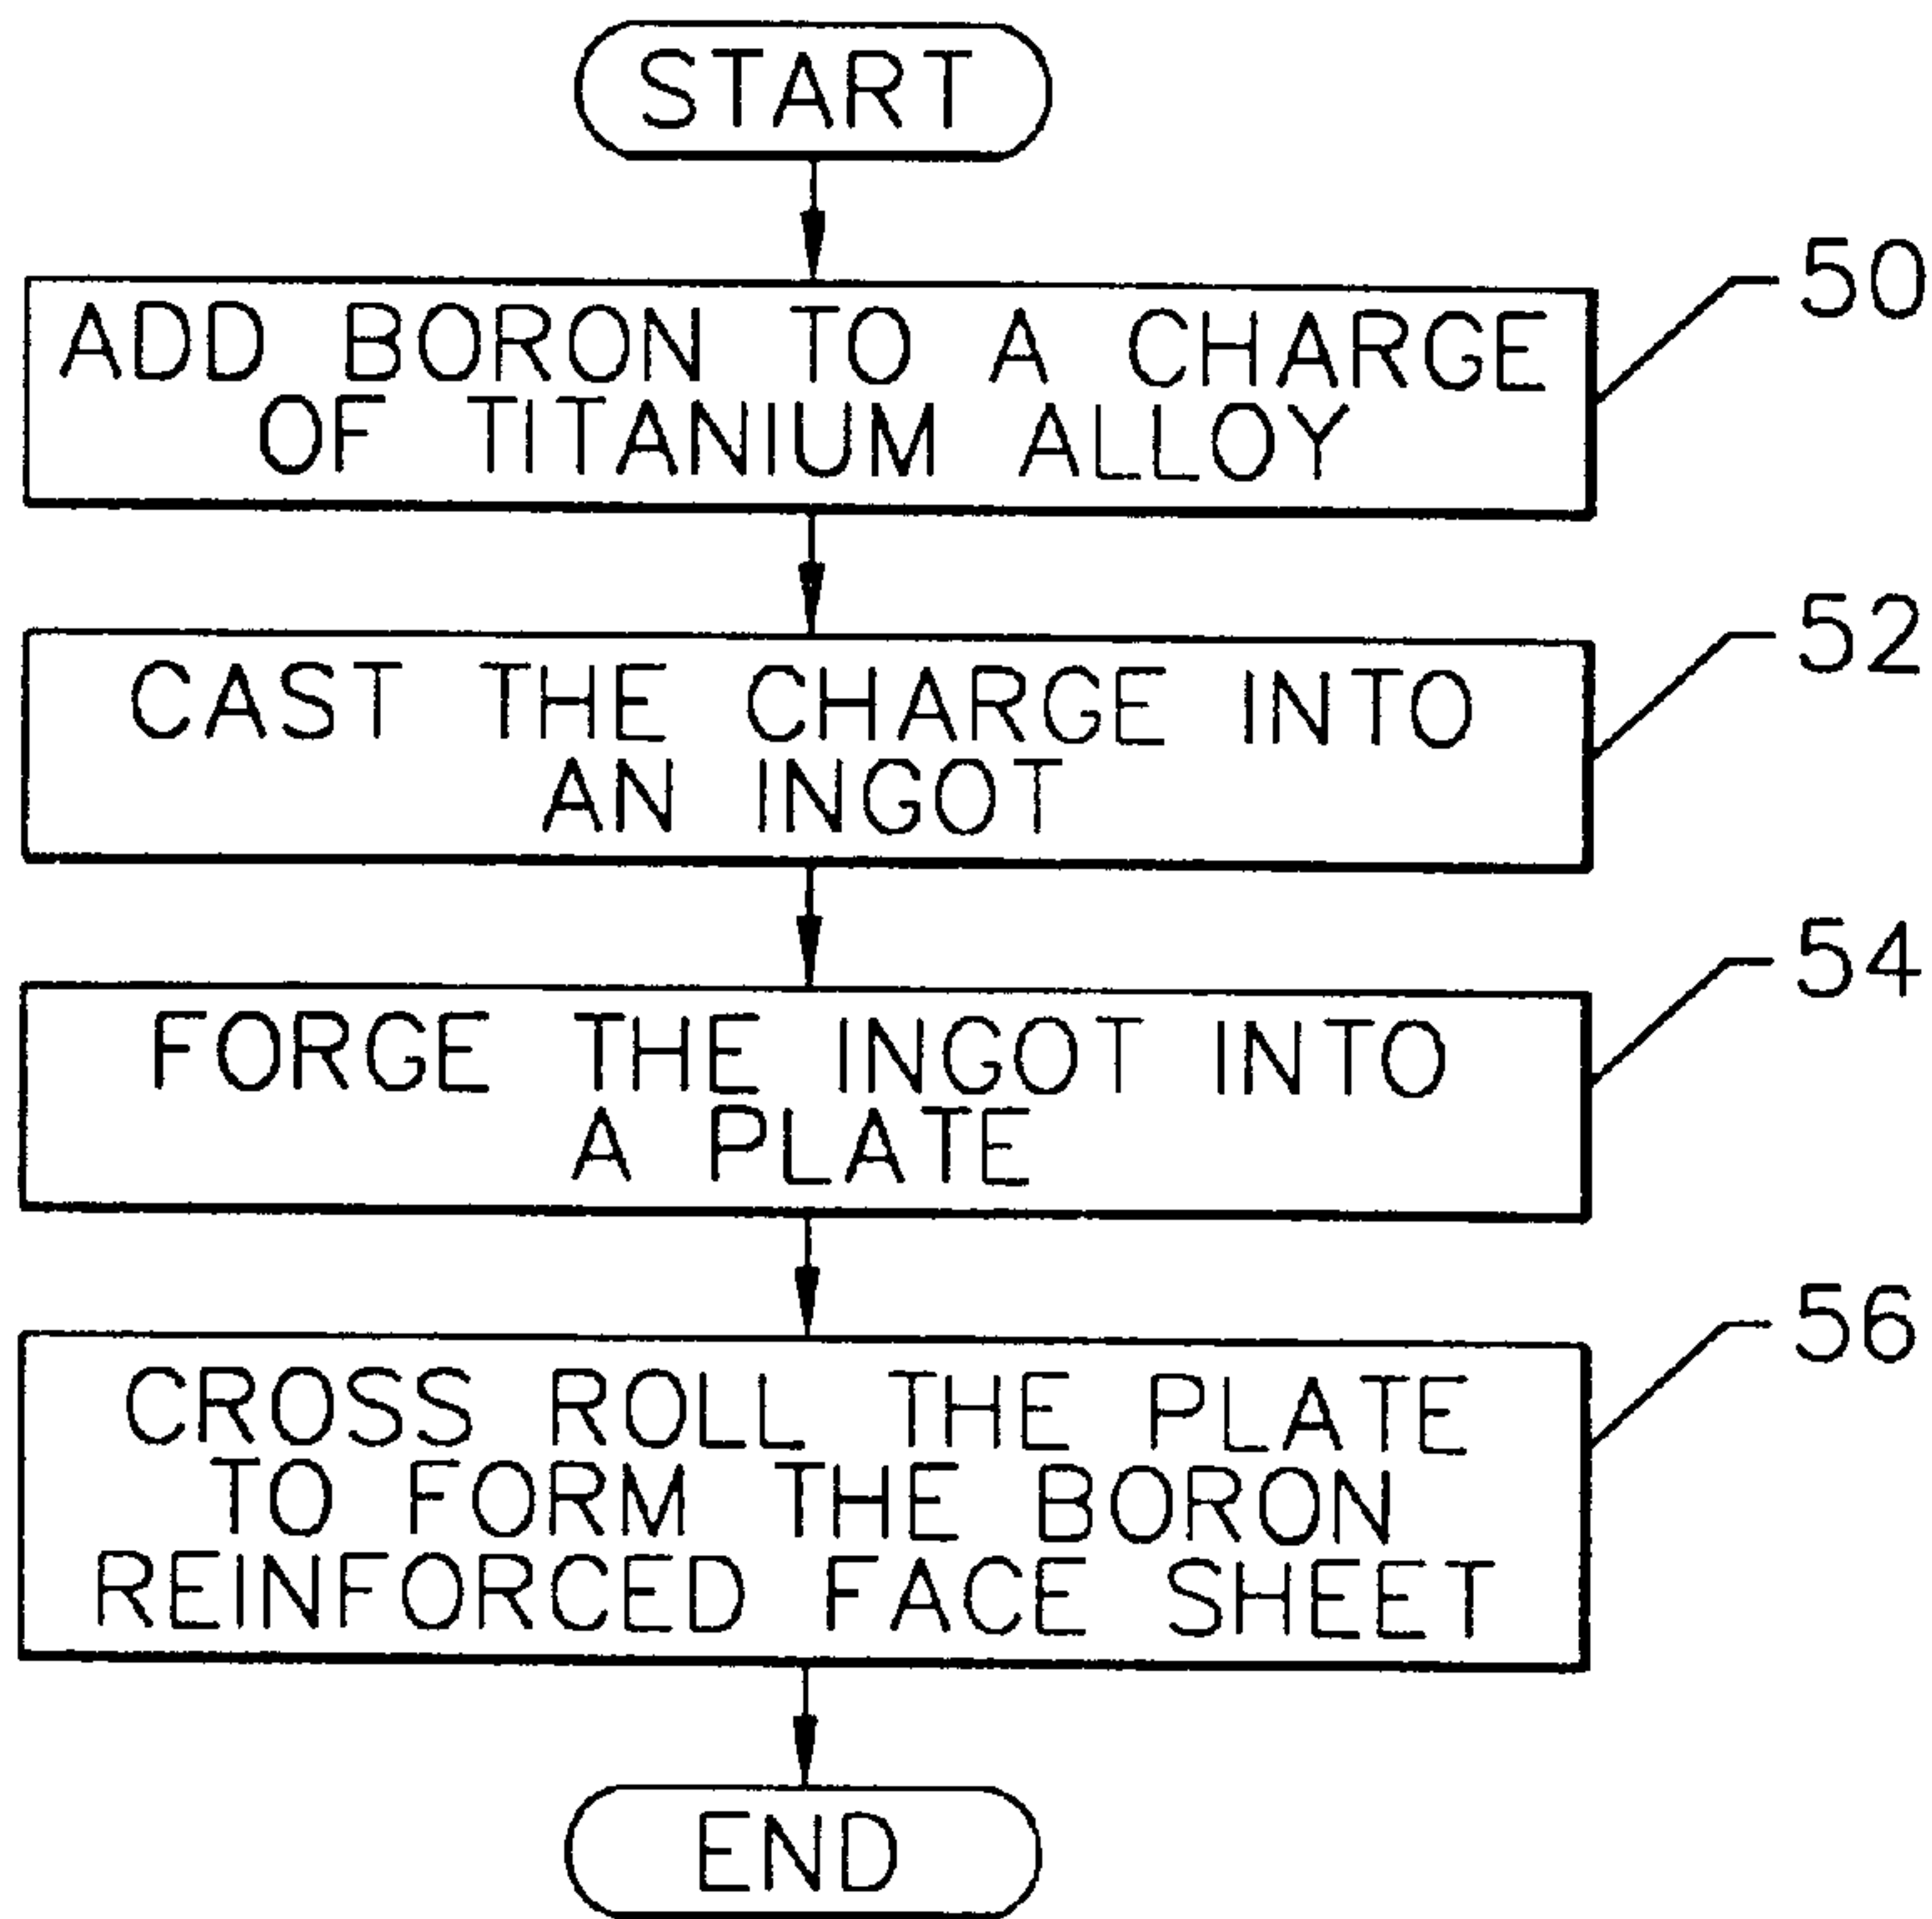 START
50
ADD BORON TO A CHARGE
OF TITANIUM ALLOY
52
CAST THE CHARGE INTO
AN INGOT
54
FORGE THE INGOT INTO
A PLATE
56
CROSS ROLL THE PLATE
TO FORM THE BORON
REINFORCED FACE SHEET
END